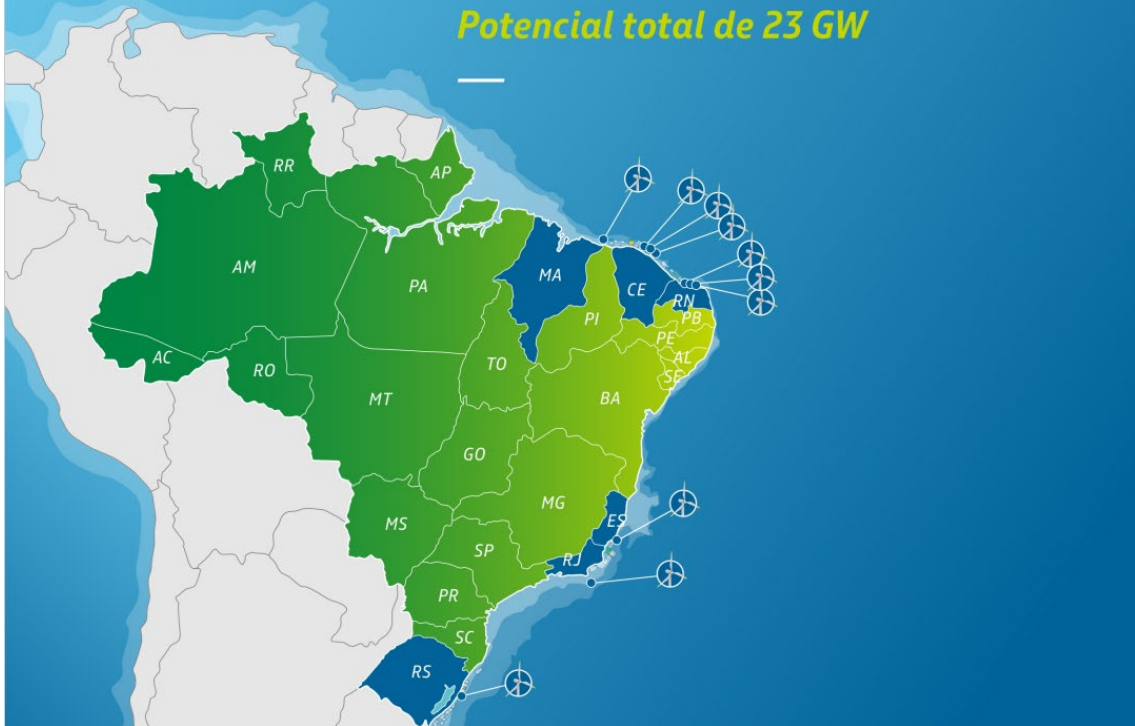 Potencial total de 23 GW
RR
AP
AM
PA
MA
CE
RN
PB
PI
PE
AL
SE
AC
RO
TO
MT
BA
GO
MG
MS
ES
SP
RJ
PR
SC
RS